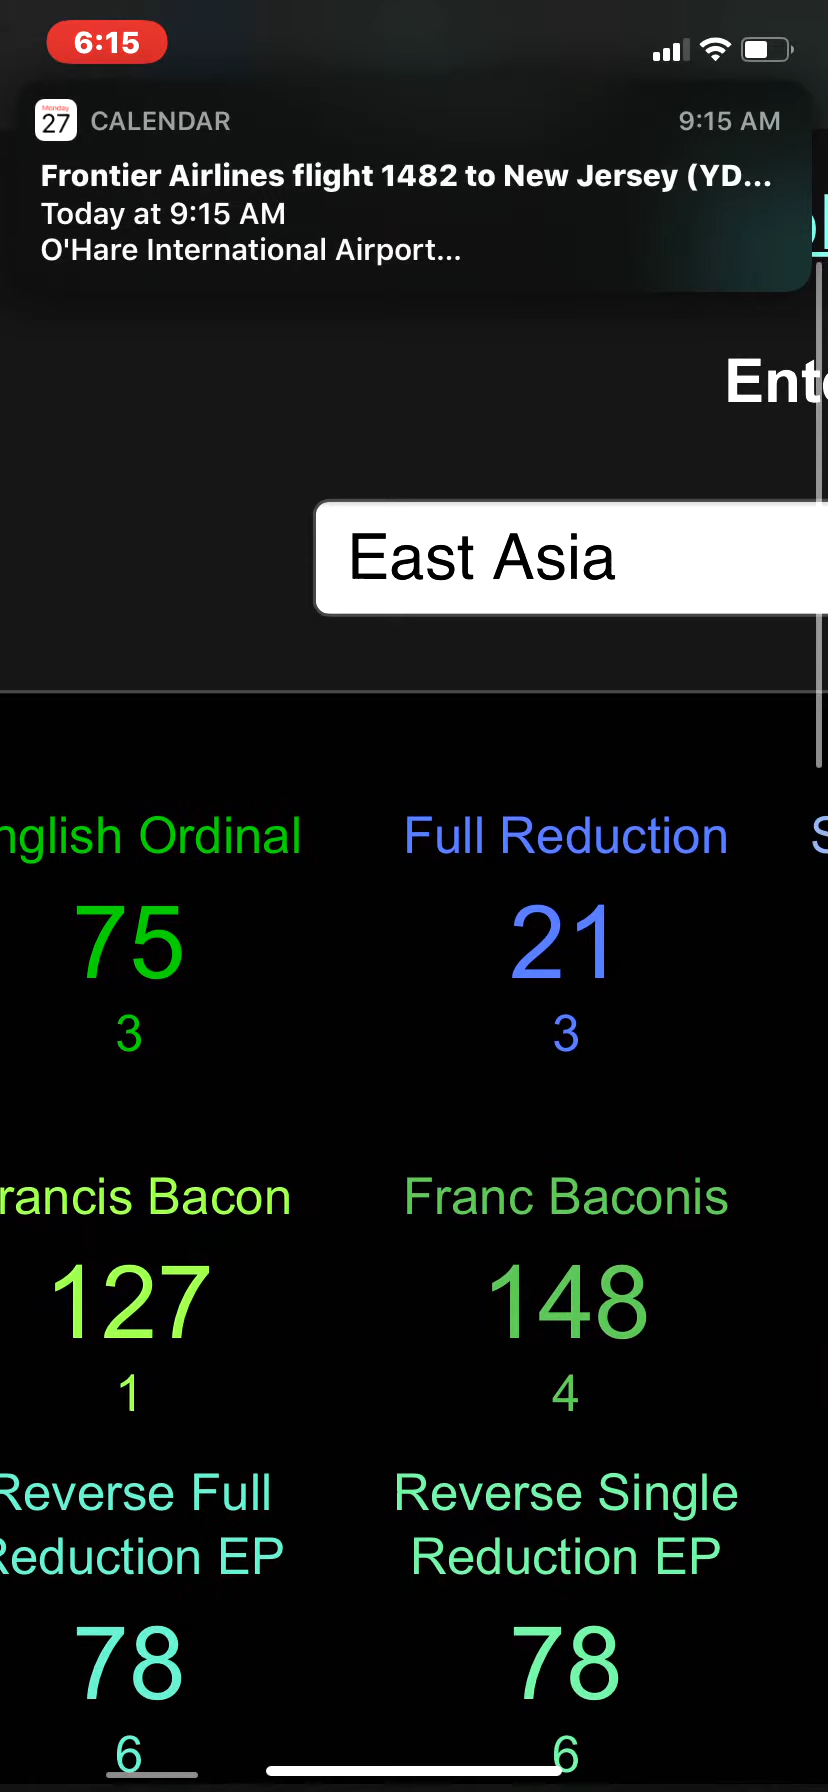 6:15
Monday
27
CALENDAR
9:15 AM
Frontier Airlines flight 1482 to New Jersey (YD...
Today at 9:15 AM
O'Hare International Airport...
Ent
East Asia
nglish Ordinal
Full Reduction
S
75
21
3
3
rancis Bacon
Franc Baconis
127
148
1
4
Reverse Full
Reduction EP
Reverse Single
Reduction EP
78
78
6
6